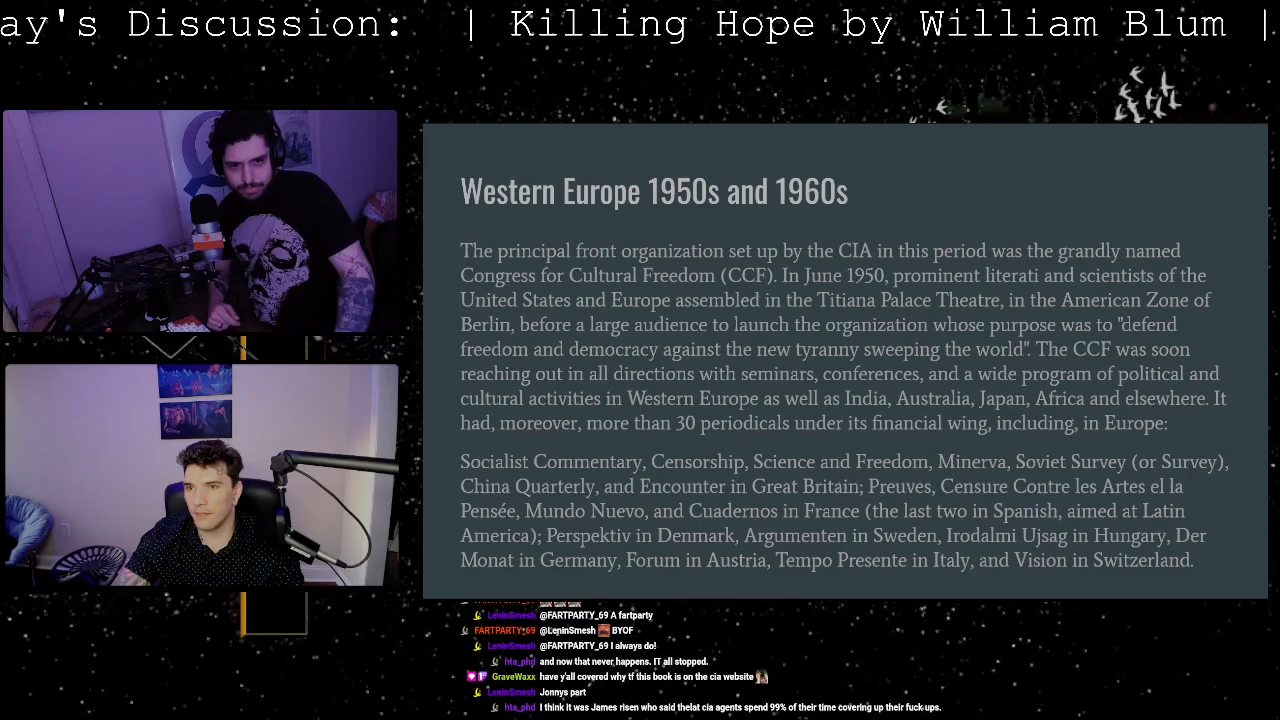 ay's Discussion:  | Killing Hope by William Blum |
Western Europe 1950s and 1960s
The principal front organization set up by the CIA in this period was the grandly named
Congress for Cultural Freedom (CCF). In June 1950, prominent literati and scientists of the
United States and Europe assembled in the Titiana Palace Theatre, in the American Zone of
Berlin, before a large audience to launch the organization whose purpose was to "defend
freedom and democracy against the new tyranny sweeping the world". The CCF was soon
reaching out in all directions with seminars, conferences, and a wide program of political and
cultural activities in Western Europe as well as India, Australia, Japan, Africa and elsewhere. It
had, moreover, more than 30 periodicals under its financial wing, including, in Europe:
Socialist Commentary, Censorship, Science and Freedom, Minerva, Soviet Survey (or Survey),
China Quarterly, and Encounter in Great Britain; Preuves, Censure Contre les Artes el la
Pensée, Mundo Nuevo, and Cuadernos in France (the last two in Spanish, aimed at Latin
America); Perspektiv in Denmark, Argumenten in Sweden, Irodalmi Ujsag in Hungary, Der
Monat in Germany, Forum in Austria, Tempo Presente in Italy, and Vision in Switzerland.
LeninSmesh @FARTPARTY_69 A fartparty
FARTPARTY_69 @LeninSmesh BYOF
LeninSmesh @FARTPARTY_69 I always do!
hta_phd and now that never happens. IT all stopped.
GraveWaxx have y'all covered why tf this book is on the cia website
LeninSmesh Jonnys part
hta_phd I think it was James risen who said thelat cia agents spend 99% of their time covering up their fuck-ups.